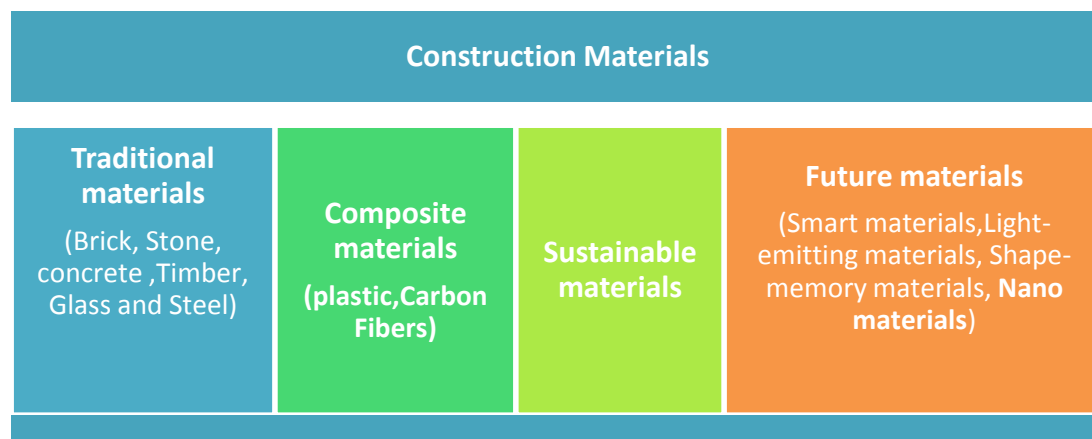 Construction Materials
Traditional
materials
(Brick, Stone,
concrete ,Timber,
Glass and Steel)
Composite
materials
(plastic,Carbon
Fibers)
Sustainable
materials
Future materials
(Smart materials,Light-
emitting materials, Shape-
memory materials, Nano
materials)